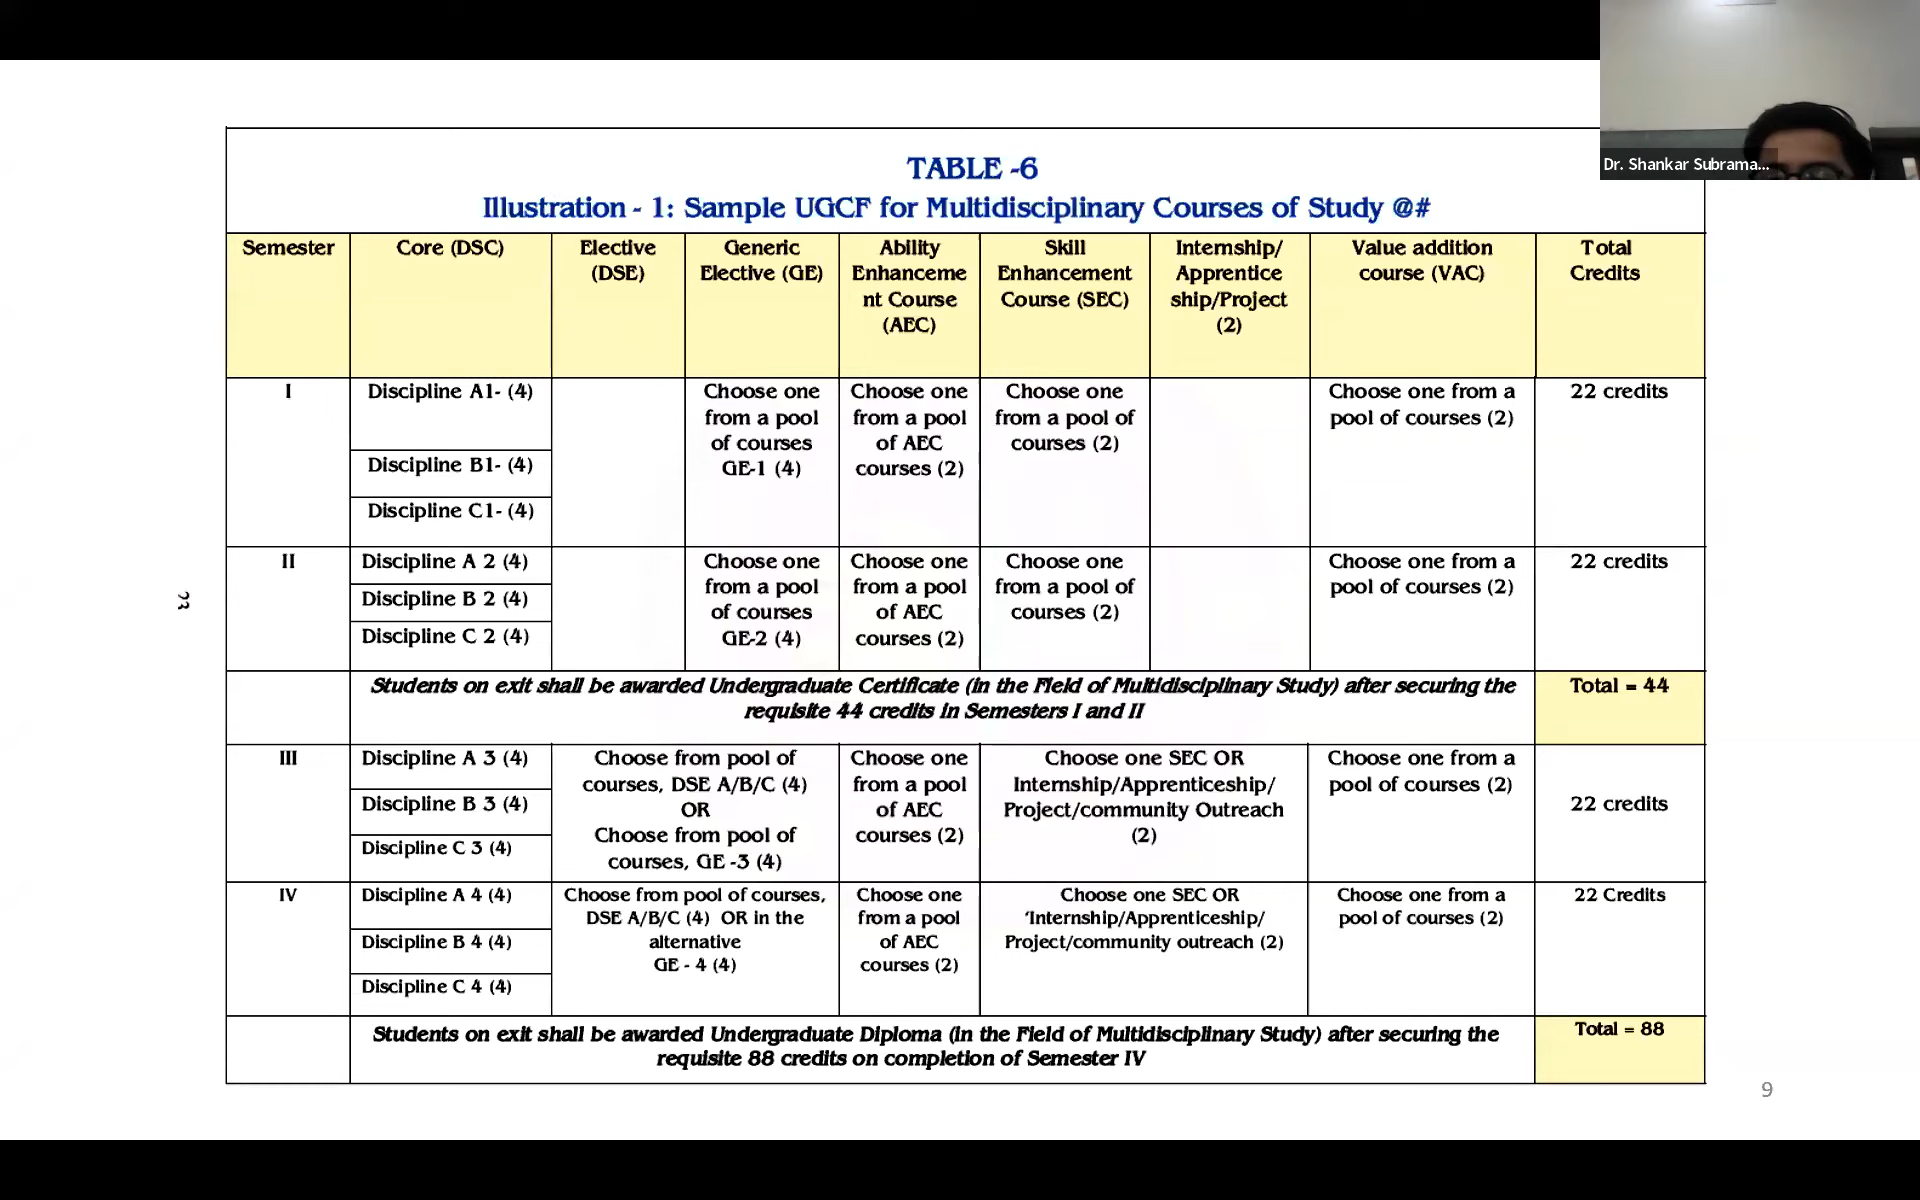 Dr. Shankar Subrama...
TABLE -6
Illustration - 1: Sample UGCF for Multidisciplinary Courses of Study @#
Semester
Core (DSC)
Elective
(DSE)
Generic
Elective (GE)
Ability
Enhanceme
nt Course
(AEC)
Skill
Enhancement
Course (SEC)
Internship/
Apprentice
ship/Project
(2)
Value addition
course (VAC)
Total
Credits
I
Discipline A1- (4)
Discipline B1- (4)
Discipline C1- (4)
Choose one
from a pool
of courses
GE-1 (4)
Choose one
from a pool
of AEC
courses (2)
Choose one
from a pool of
courses (2)
Choose one from a
pool of courses (2)
22 credits
II
Discipline A 2 (4)
Discipline B 2 (4)
Discipline C 2 (4)
Choose one
from a pool
of courses
GE-2 (4)
Choose one
from a pool
of AEC
courses (2)
Choose one
from a pool of
courses (2)
Choose one from a
pool of courses (2)
22 credits
23
Students on exit shall be awarded Undergraduate Certificate (in the Field of Multidisciplinary Study) after securing the
requisite 44 credits in Semesters I and II
Total = 44
III
Discipline A 3 (4)
Discipline B 3 (4)
Discipline C 3 (4)
Choose from pool of
courses, DSE A/B/C (4)
OR
Choose from pool of
courses, GE -3 (4)
Choose one
from a pool
of AEC
courses (2)
Choose one SEC OR
Internship/Apprenticeship/
Project/community Outreach
(2)
Choose one from a
pool of courses (2)
22 credits
IV
Discipline A 4 (4)
Discipline B 4 (4)
Discipline C 4 (4)
Choose from pool of courses,
DSE A/B/C (4) OR in the
alternative
GE - 4 (4)
Choose one
from a pool
of AEC
courses (2)
Choose one SEC OR
'Internship/Apprenticeship/
Project/community outreach (2)
Choose one from a
pool of courses (2)
22 Credits
Students on exit shall be awarded Undergraduate Diploma (in the Field of Multidisciplinary Study) after securing the
requisite 88 credits on completion of Semester IV
Total = 88
9